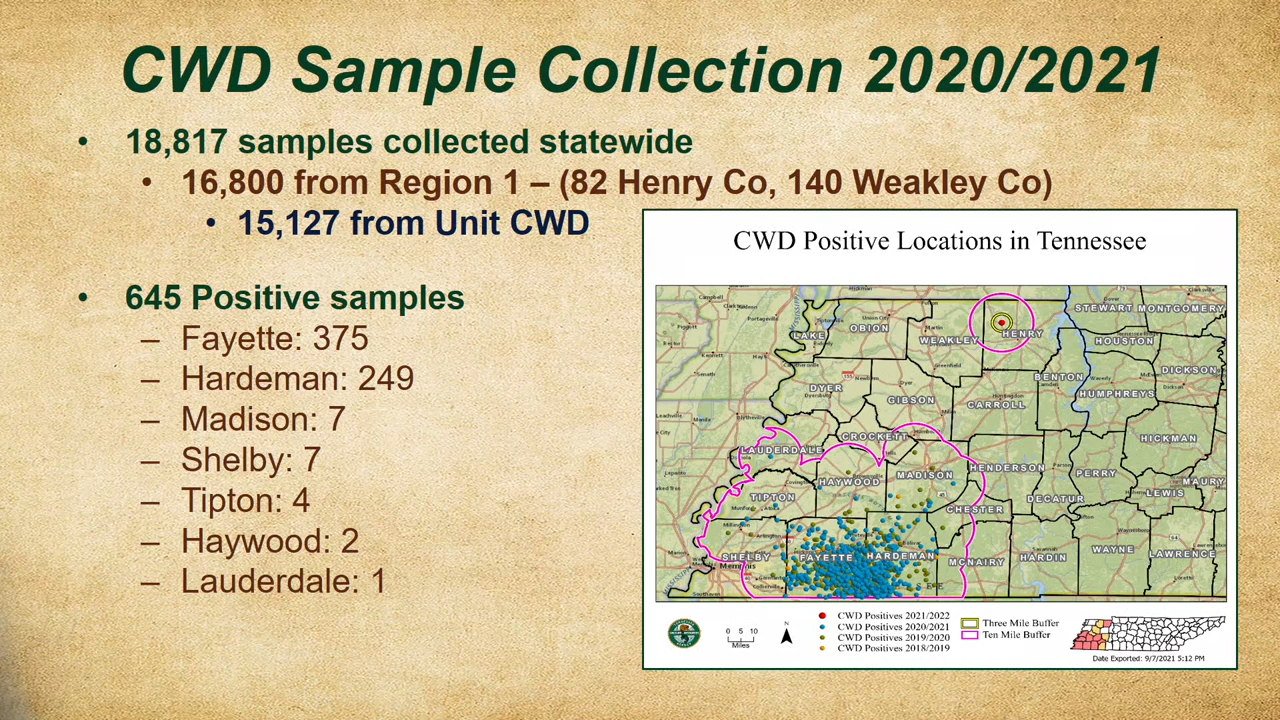 CWD Sample Collection 2020/2021
• 18,817 samples collected statewide
• 16,800 from Region 1 – (82 Henry Co, 140 Weakley Co)
• 15,127 from Unit CWD
• 645 Positive samples
– Fayette: 375
– Hardeman: 249
– Madison: 7
– Shelby: 7
– Tipton: 4
– Haywood: 2
– Lauderdale: 1
CWD Positive Locations in Tennessee
STEWART MONTGOMERY
LAKE
OBION
WEAKLEY
HENRY
HOUSTON
DICKSON
BENTON
HUMPHREYS
DYER
GIBSON
CARROLL
CROCKETT
HICKMAN
LAUDERDALE
HAYWOOD
MADISON
HENDERSON
PERRY
MAURY
LEWIS
TIPTON
DECATUR
CHESTER
SHELBY
FAYETTE
HARDEMAN
MCNAIRY
HARDIN
WAYNE
LAWRENCE
Memphis
0 5 10
Miles
N
CWD Positives 2021/2022
CWD Positives 2020/2021
CWD Positives 2019/2020
CWD Positives 2018/2019
Three Mile Buffer
Ten Mile Buffer
Date Exported: 9/7/2021 5:12 PM